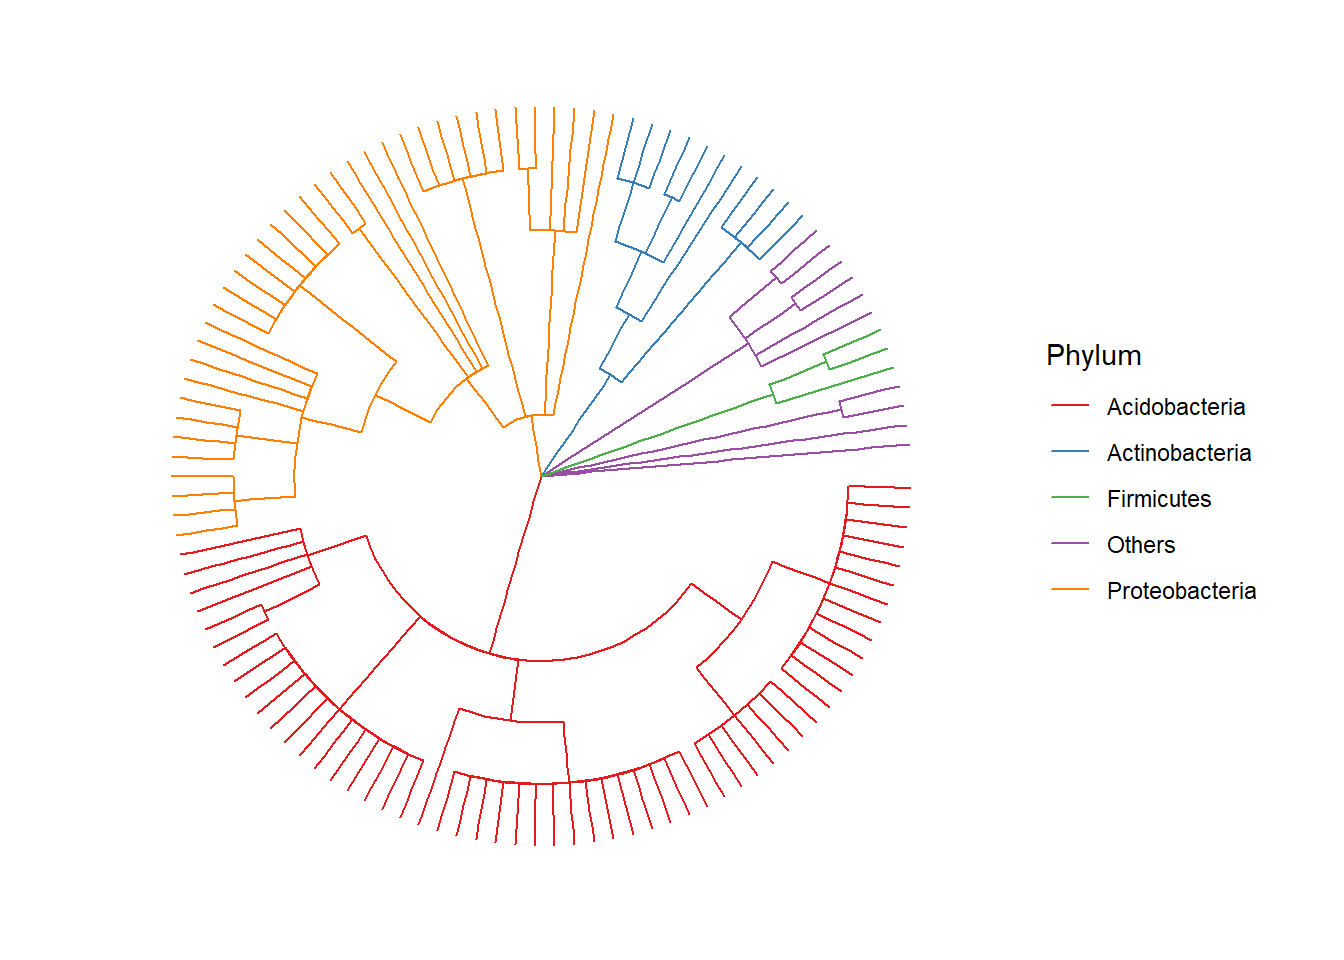 Phylum
Acidobacteria
Actinobacteria
Firmicutes
Others
Proteobacteria